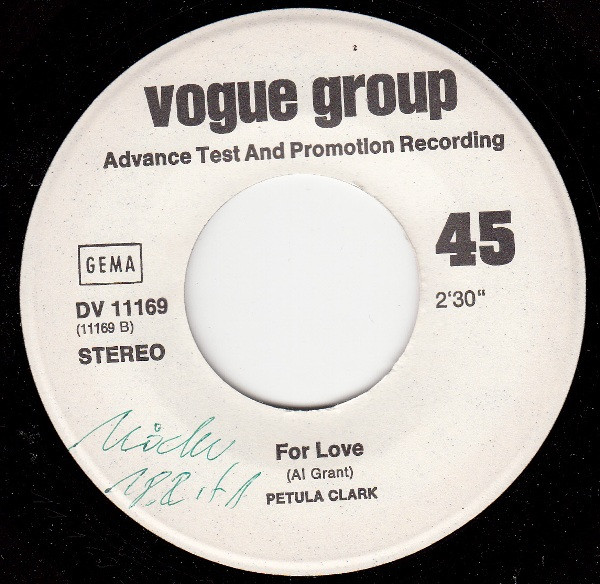 vogue group
Advance Test And Promotion Recording
45
GEMA
DV 11169
2'30"
(11169 B)
STEREO
For Love
(Al Grant)
PETULA CLARK